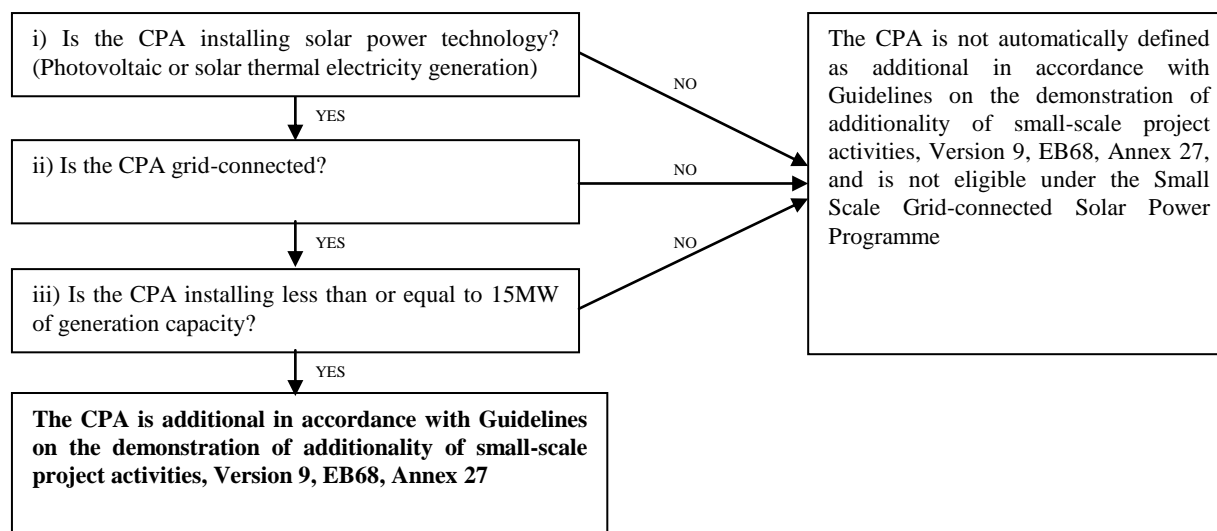 i) Is the CPA installing solar power technology?
(Photovoltaic or solar thermal electricity generation)
NO
YES
ii) Is the CPA grid-connected?
NO
YES
NO
iii) Is the CPA installing less than or equal to 15MW
of generation capacity?
YES
The CPA is additional in accordance with Guidelines
on the demonstration of additionality of small-scale
project activities, Version 9, EB68, Annex 27
The CPA is not automatically defined
as additional in accordance with
Guidelines on the demonstration of
additionality of small-scale project
activities, Version 9, EB68, Annex 27,
and is not eligible under the Small
Scale Grid-connected Solar Power
Programme